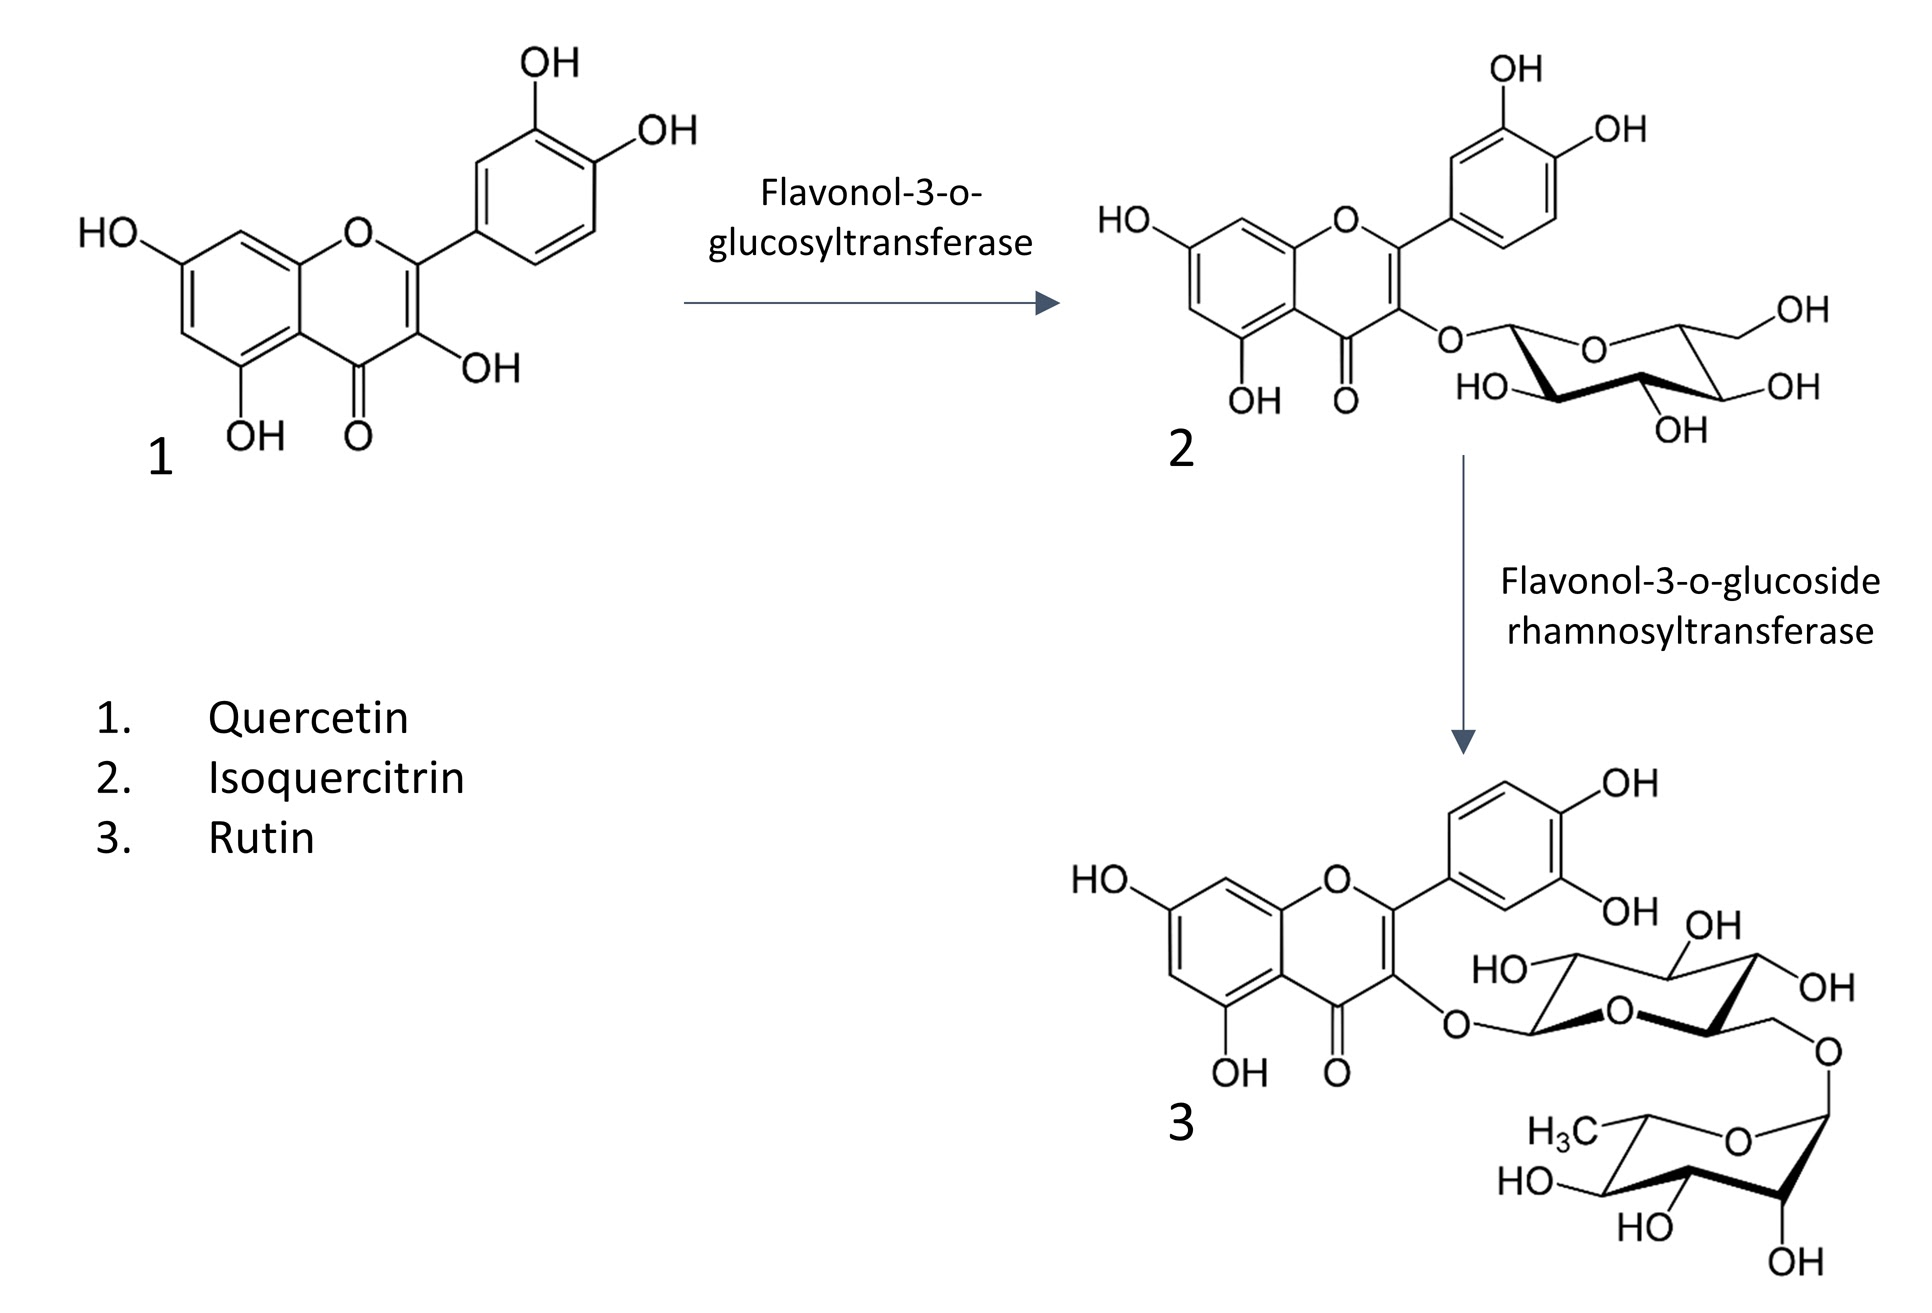 OH
OH
HO
O
OH
OH
O
1
Flavonol-3-o-
glucosyltransferase
OH
OH
HO
O
O
O
OH
HO
OH
OH
OH
O
2
Flavonol-3-o-glucoside
rhamnosyltransferase
1. Quercetin
2. Isoquercitrin
3. Rutin
OH
HO
O
OH
OH
HO
OH
O
O
O
OH
O
3
H₃C
O
HO
HO
OH